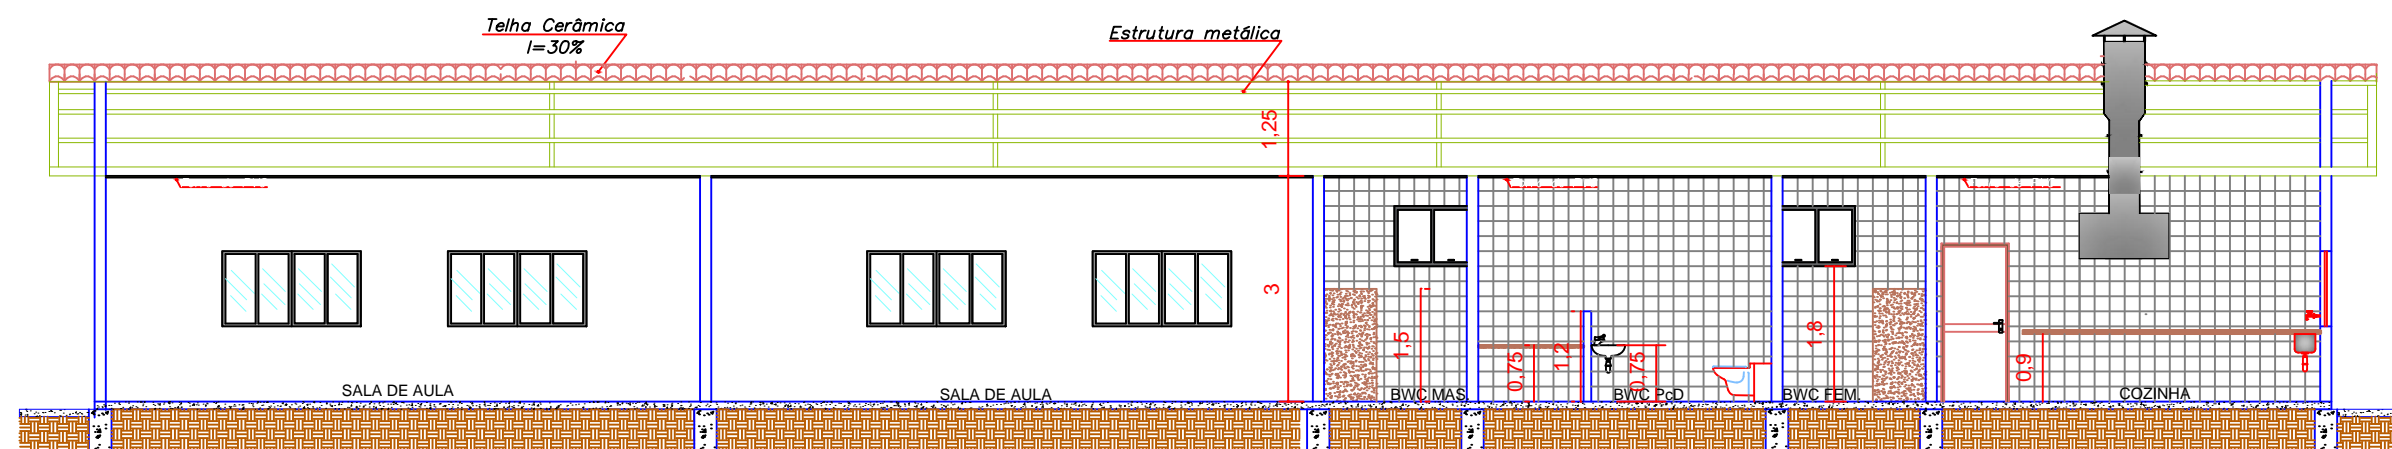 Telha Cerâmica
I=30%
Estrutura metálica
1,25
3
1,5
0,75
1,2
0,75
1,8
0,9
SALA DE AULA
SALA DE AULA
BWC MAS.
BWC PcD
BWC FEM.
COZINHA